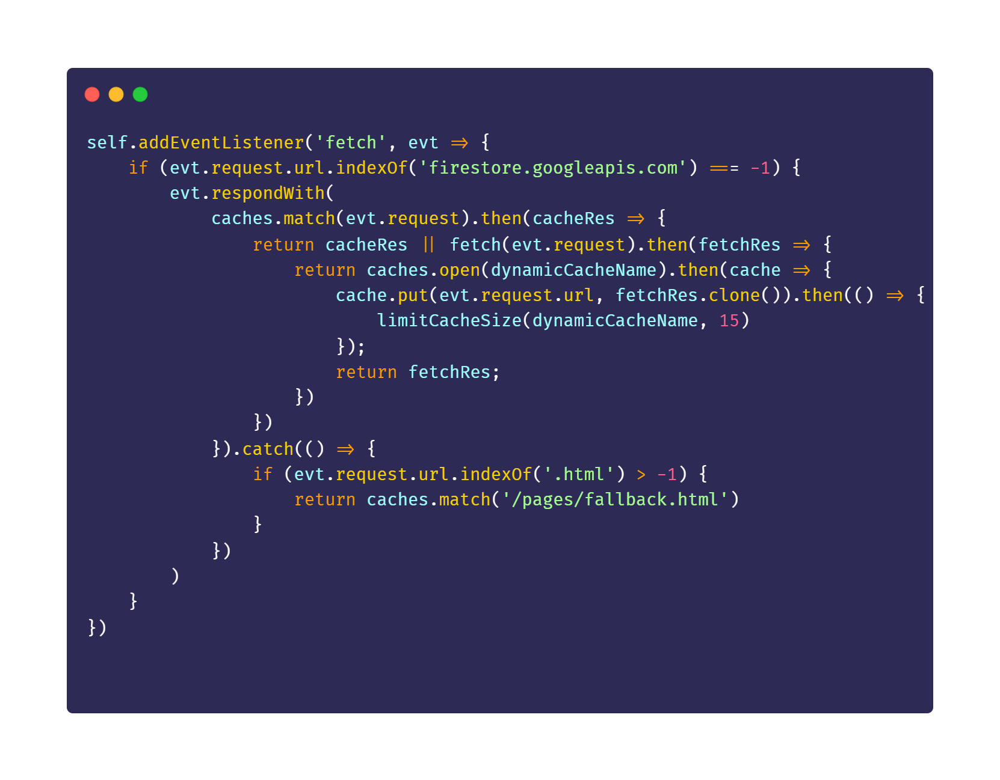 self.addEventListener('fetch', evt => {
    if (evt.request.url.indexOf('firestore.googleapis.com') === -1) {
        evt.respondWith(
            caches.match(evt.request).then(cacheRes => {
                return cacheRes || fetch(evt.request).then(fetchRes => {
                    return caches.open(dynamicCacheName).then(cache => {
                        cache.put(evt.request.url, fetchRes.clone()).then(() => {
                            limitCacheSize(dynamicCacheName, 15)
                        });
                        return fetchRes;
                    })
                })
            }).catch(() => {
                if (evt.request.url.indexOf('.html') > -1) {
                    return caches.match('/pages/fallback.html')
                }
            })
        )
    }
})